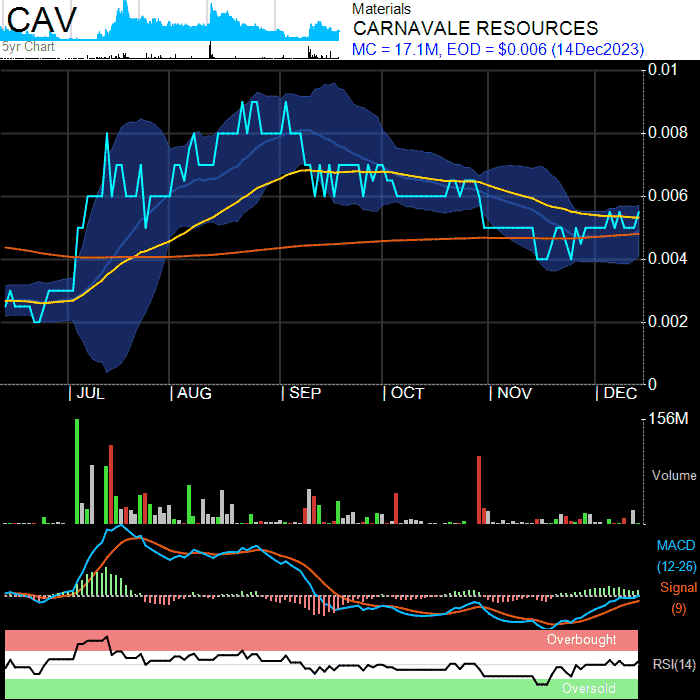 CAV
5yr Chart
Materials
CARNAVALE RESOURCES
MC = 17.1M, EOD = $0.006 (14Dec2023)
0.01
0.008
0.006
0.004
0.002
0
JUL AUG SEP OCT NOV DEC
156M
Volume
MACD
(12-26)
Signal
(9)
Overbought
RSI(14)
Oversold